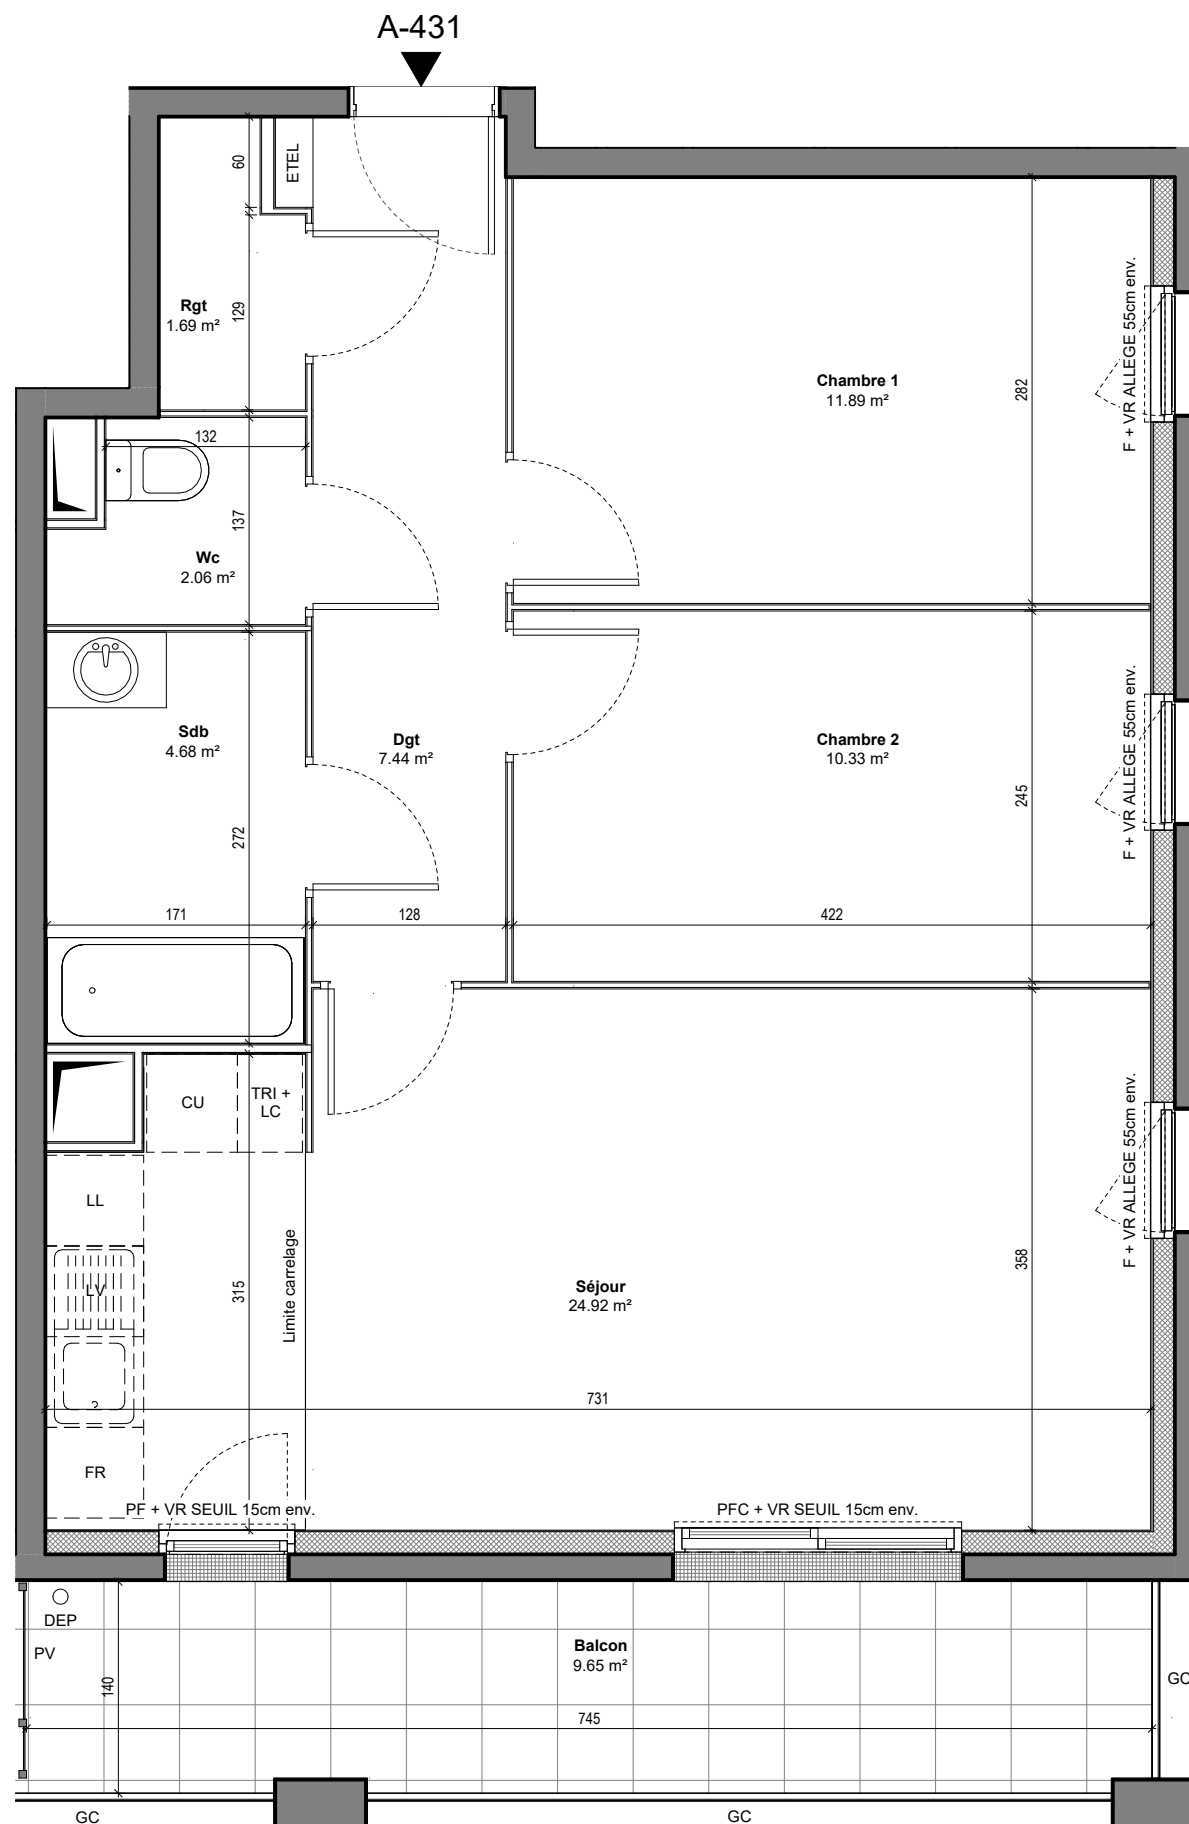 A-431
60
ETEL
Rgt
1.69 m²
129
Chambre 1
11.89 m²
282
F + VR ALLEGE 55cm env.
132
137
Wc
2.06 m²
Sdb
4.68 m²
Dgt
7.44 m²
Chambre 2
10.33 m²
245
F + VR ALLEGE 55cm env.
272
171
128
422
CU
TRI +
LC
F + VR ALLEGE 55cm env.
LL
LV
315
Limite carrelage
358
Séjour
24.92 m²
731
FR
PF + VR SEUIL 15cm env.
PFC + VR SEUIL 15cm env.
DEP
PV
140
Balcon
9.65 m²
GC
745
GC
GC